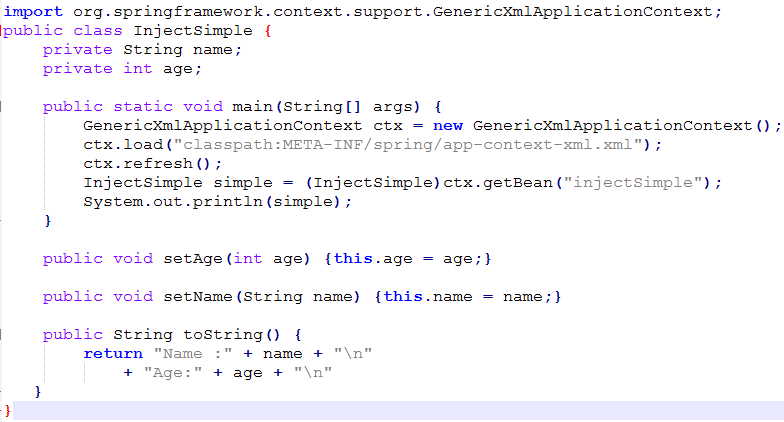 import org.springframework.context.support.GenericXmlApplicationContext;
public class InjectSimple {
    private String name;
    private int age;

    public static void main(String[] args) {
        GenericXmlApplicationContext ctx = new GenericXmlApplicationContext();
        ctx.load("classpath:META-INF/spring/app-context-xml.xml");
        ctx.refresh();
        InjectSimple simple = (InjectSimple)ctx.getBean("injectSimple");
        System.out.println(simple);
    }

    public void setAge(int age) {this.age = age;}

    public void setName(String name) {this.name = name;}

    public String toString() {
        return "Name :" + name + "\n"
            + "Age:" + age + "\n"
   }
}